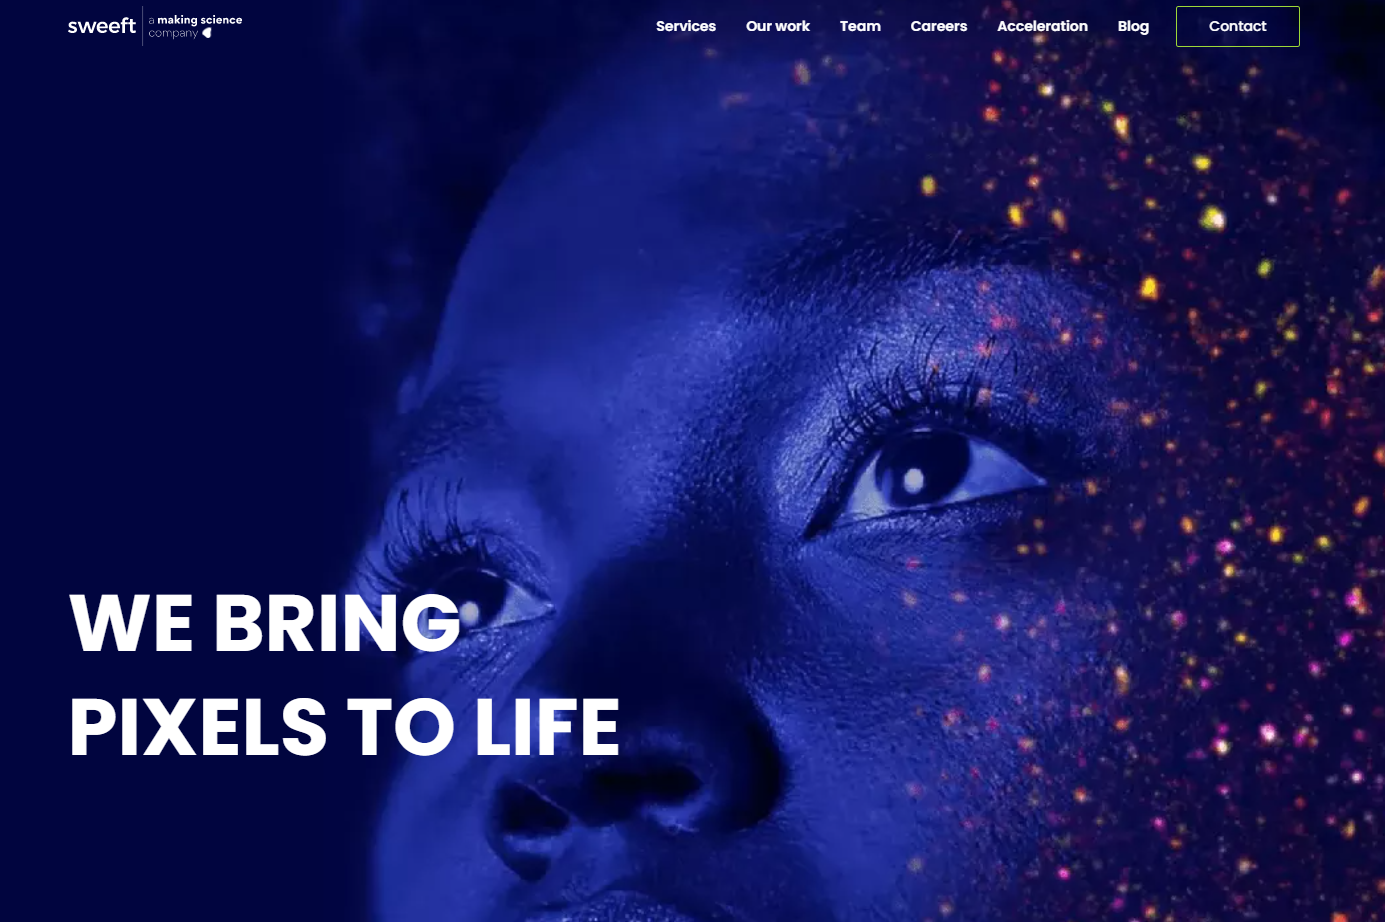 sweeft
a making science
company
Services
Our work
Team
Careers
Acceleration
Blog
Contact
WE BRING
PIXELS TO LIFE